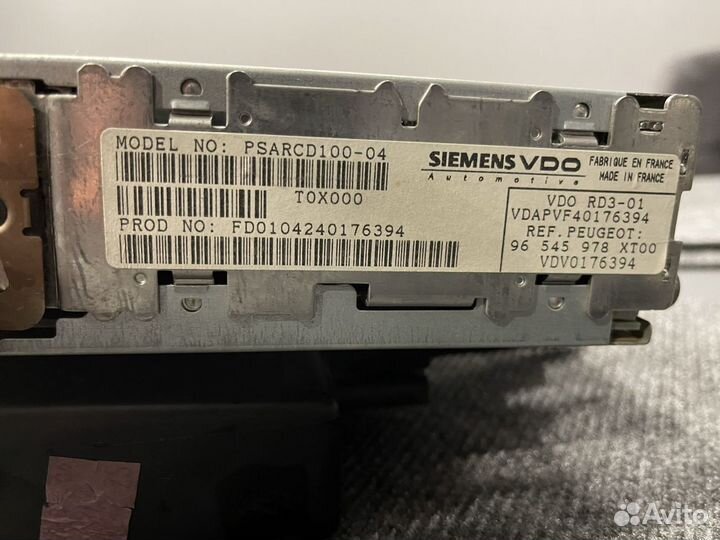 MODEL NO: PSARCD100-04
T0X000
PROD NO: FD0104240176394
SIEMENS VDO
Automotive
FABRIQUE EN FRANCE
MADE IN FRANCE
VDO RD3-01
VDAPVF40176394
REF.PEUGEOT:
96 545 978 XT00
VDV0176394
Avito